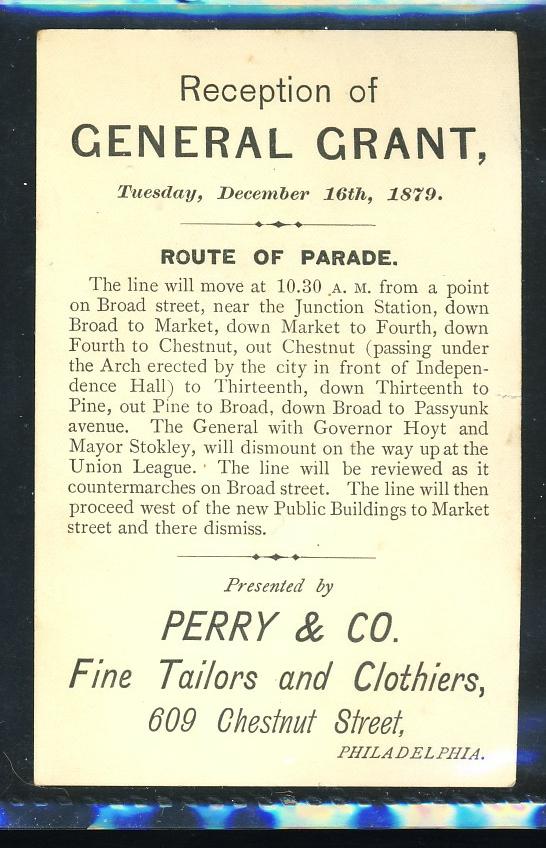 Reception of
GENERAL GRANT,
Tuesday, December 16th, 1879.
ROUTE OF PARADE.
The line will move at 10.30 A. M. from a point
on Broad street, near the Junction Station, down
Broad to Market, down Market to Fourth, down
Fourth to Chestnut, out Chestnut (passing under
the Arch erected by the city in front of Indepen-
dence Hall) to Thirteenth, down Thirteenth to
Pine, out Pine to Broad, down Broad to Passyunk
avenue. The General with Governor Hoyt and
Mayor Stokley, will dismount on the way up at the
Union League. The line will be reviewed as it
countermarches on Broad street. The line will then
proceed west of the new Public Buildings to Market
street and there dismiss.
Presented by
PERRY & CO.
Fine Tailors and Clothiers,
609 Chestnut Street,
PHILADELPHIA.